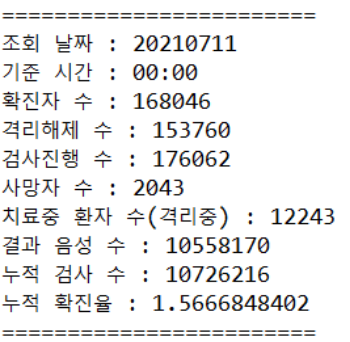 ========================
조회 날짜 : 20210711
기준 시간 : 00:00
확진자 수 : 168046
격리해제 수 : 153760
검사진행 수 : 176062
사망자 수 : 2043
치료중 환자 수(격리중) : 12243
결과 음성 수 : 10558170
누적 검사 수 : 10726216
누적 확진율 : 1.5666848402
========================